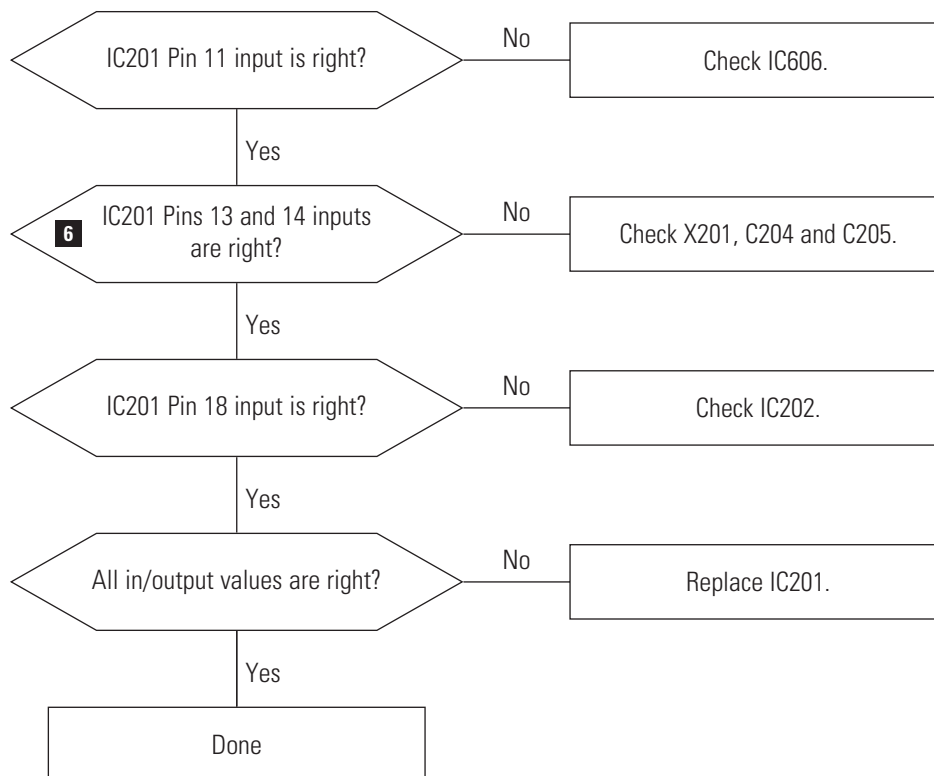 IC201 Pin 11 input is right?
No
Check IC606.
Yes
6
IC201 Pins 13 and 14 inputs
are right?
No
Check X201, C204 and C205.
Yes
IC201 Pin 18 input is right?
No
Check IC202.
Yes
All in/output values are right?
No
Replace IC201.
Yes
Done